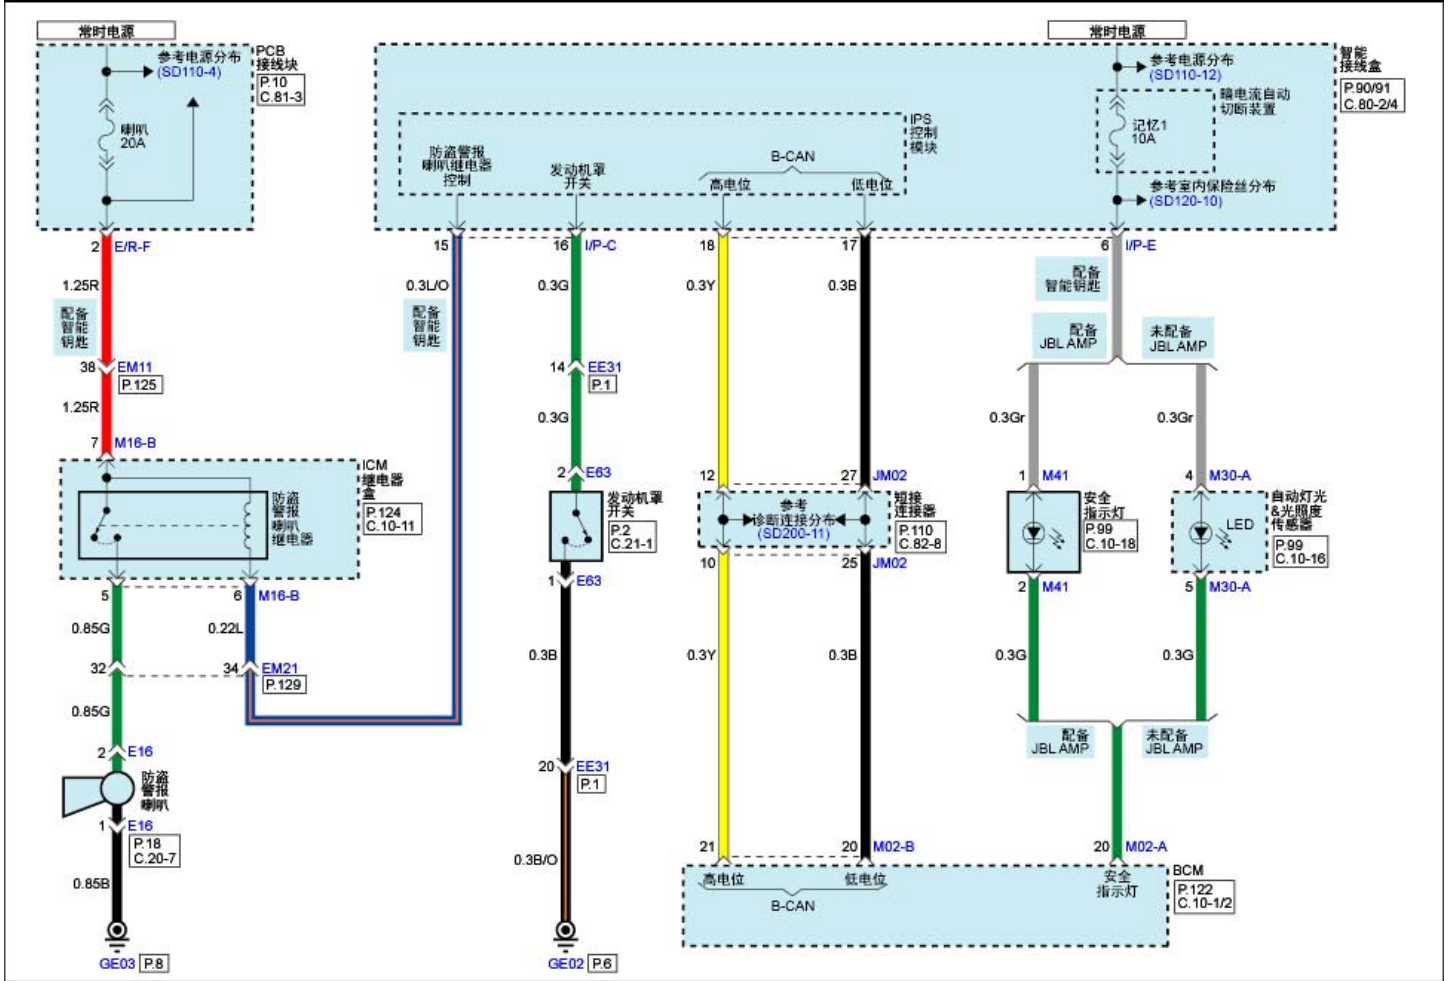 常时电源
常时电源
参考电源分布
(SD110-4)
PCB
接线块
P.10
C.81-3
喇叭
20A
智能
接线盒
P.90/91
C.80-2/4
参考电源分布
(SD110-12)
暗电流自动
切断装置
记忆1
10A
参考室内保险丝分布
(SD120-10)
IPS
控制
模块
防盗警报
喇叭继电器
控制
发动机罩
开关
B-CAN
高电位
低电位
2 E/R-F
15
16 I/P-C
18
17
6 I/P-E
1.25R
0.3L/O
0.3G
0.3Y
0.3B
配备
智能钥匙
配备
智能
钥匙
配备
智能
钥匙
配备
JBL AMP
未配备
JBL AMP
38 EM11
P.125
14 EE31
P.1
1.25R
0.3G
0.3Gr
0.3Gr
7 M16-B
2 E63
12
27 JM02
1 M41
4 M30-A
ICM
继电器
盒
P.124
C.10-11
防盗
警报
喇叭
继电器
发动机罩
开关
P.2
C.21-1
参考
诊断连接分布
(SD200-11)
短接
连接器
P.110
C.82-8
安全
指示灯
P.99
C.10-18
LED
自动灯光
&光照度
传感器
P.99
C.10-16
5
6 M16-B
1 E63
10
25 JM02
2 M41
5 M30-A
0.85G
0.22L
0.3B
0.3Y
0.3B
0.3G
0.3G
32
34 EM21
P.129
0.85G
配备
JBL AMP
未配备
JBL AMP
2 E16
防盗
警报
喇叭
20 EE31
P.1
1 E16
P.18
C.20-7
0.85B
0.3B/O
21
20 M02-B
20 M02-A
高电位
低电位
B-CAN
安全
指示灯
BCM
P.122
C.10-1/2
GE03 P.8
GE02 P.6